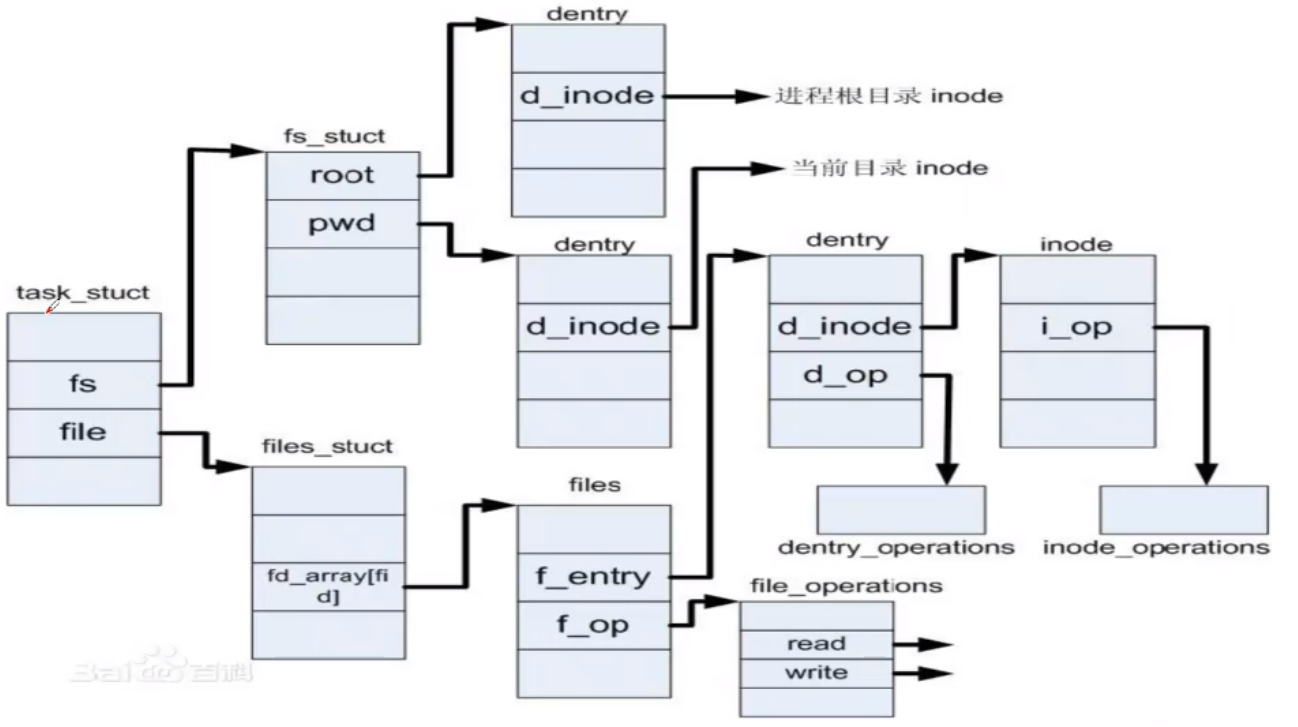 dentry
d_inode
进程根目录 inode
fs_stuct
root
pwd
当前目录 inode
dentry
d_inode
dentry
d_inode
d_op
inode
i_op
task_stuct
fs
file
files_stuct
fd_array[fi
d]
files
f_entry
f_op
dentry_operations
inode_operations
file_operations
read
write
Bai百科